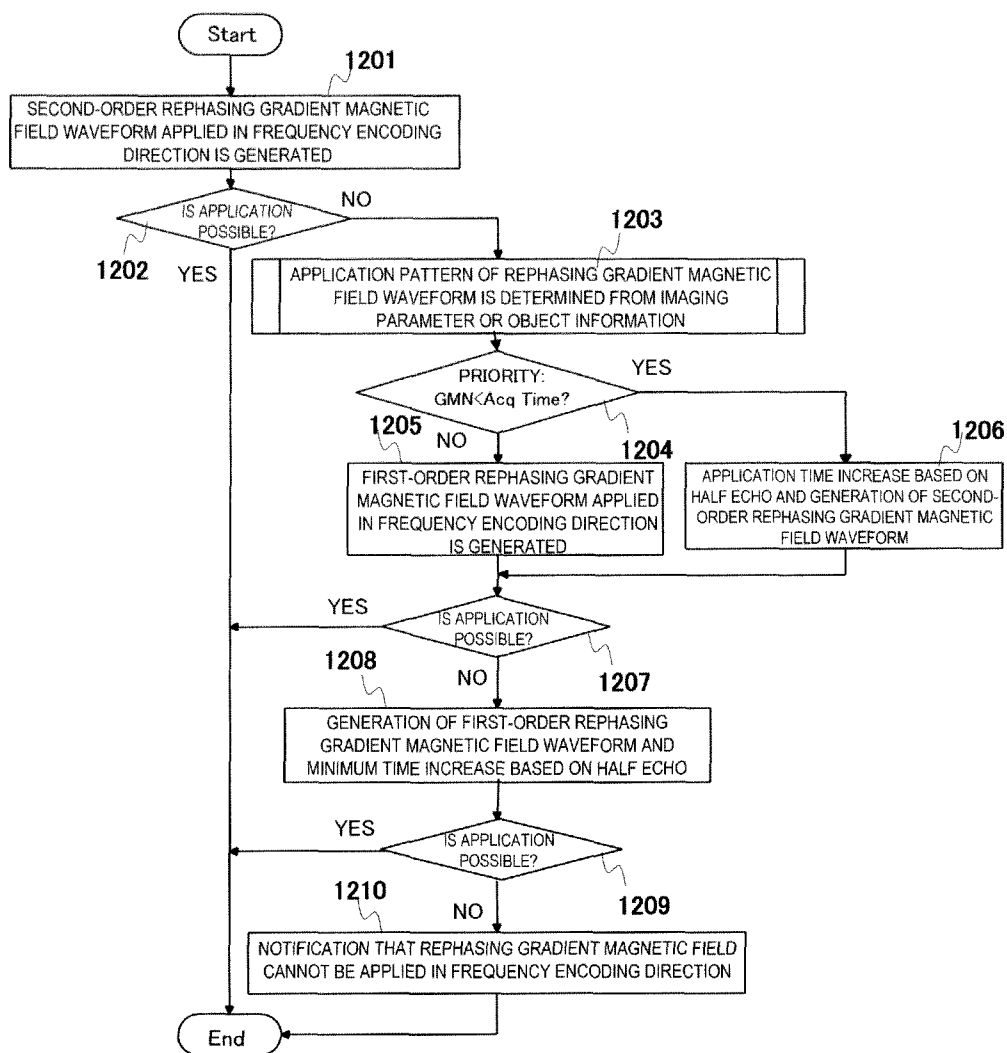 Start
1201
SECOND-ORDER REPHASING GRADIENT MAGNETIC
FIELD WAVEFORM APPLIED IN FREQUENCY ENCODING
DIRECTION IS GENERATED
NO
IS APPLICATION
POSSIBLE?
1202
YES
1203
APPLICATION PATTERN OF REPHASING GRADIENT MAGNETIC
FIELD WAVEFORM IS DETERMINED FROM IMAGING
PARAMETER OR OBJECT INFORMATION
YES
PRIORITY:
GMN<Acq Time?
1204
1205
NO
1206
FIRST-ORDER REPHASING GRADIENT
MAGNETIC FIELD WAVEFORM APPLIED
IN FREQUENCY ENCODING DIRECTION
IS GENERATED
APPLICATION TIME INCREASE BASED ON
HALF ECHO AND GENERATION OF SECOND-
ORDER REPHASING GRADIENT MAGNETIC
FIELD WAVEFORM
YES
IS APPLICATION
POSSIBLE?
1207
1208
NO
GENERATION OF FIRST-ORDER REPHASING
GRADIENT MAGNETIC FIELD WAVEFORM AND
MINIMUM TIME INCREASE BASED ON HALF ECHO
YES
IS APPLICATION
POSSIBLE?
1209
1210
NO
NOTIFICATION THAT REPHASING GRADIENT MAGNETIC FIELD
CANNOT BE APPLIED IN FREQUENCY ENCODING DIRECTION
End